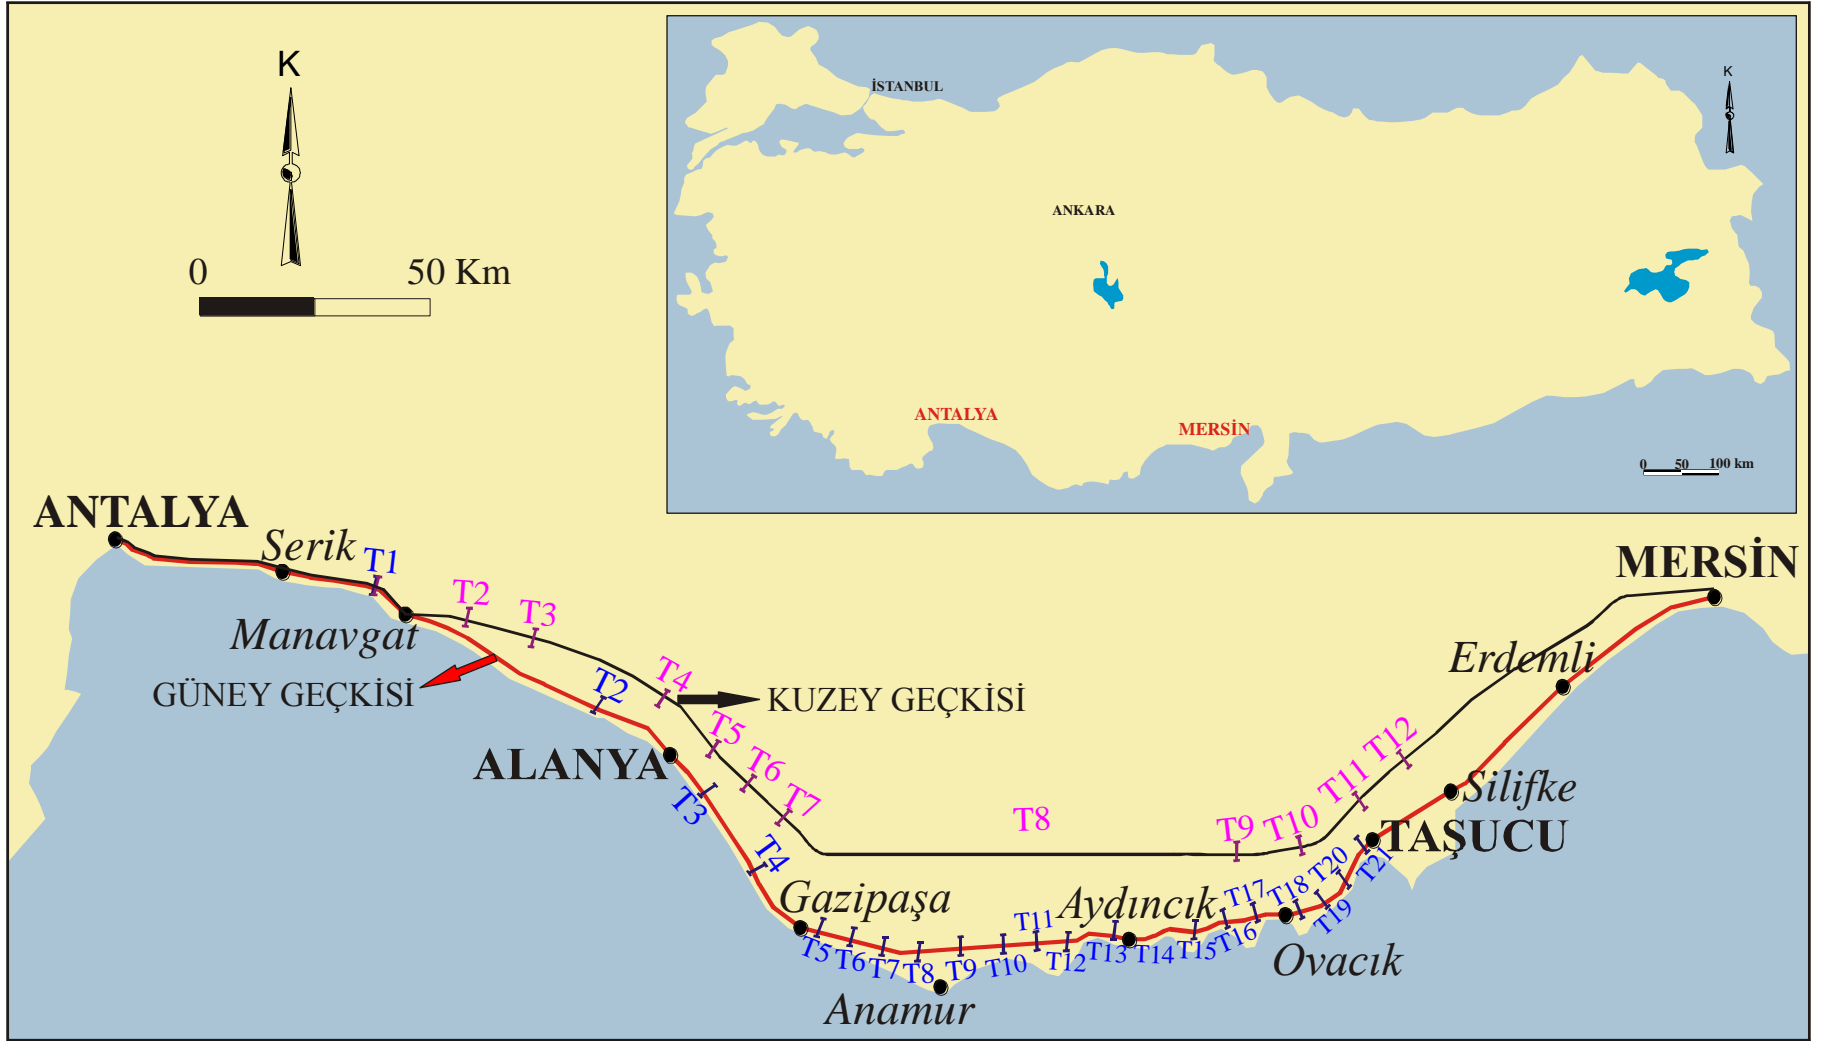 K
0 50 Km
İSTANBUL
K
ANKARA
ANTALYA
MERSİN
0 50 100 km
ANTALYA
Serik
T1
MERSİN
T2
T3
Manavgat
Erdemli
T4
T2
GÜNEY GEÇKİSİ
KUZEY GEÇKİSİ
T5
T12
ALANYA
T6
T11
Silifke
T7
T3
T8
T9
T10
TAŞUCU
T4
T20
T21
Gazipaşa
Aydıncık
T17
T18
T11
T19
T5
T6
T7
T8
T9
T10
T12
T13
T14
T15
T16
Ovacık
Anamur